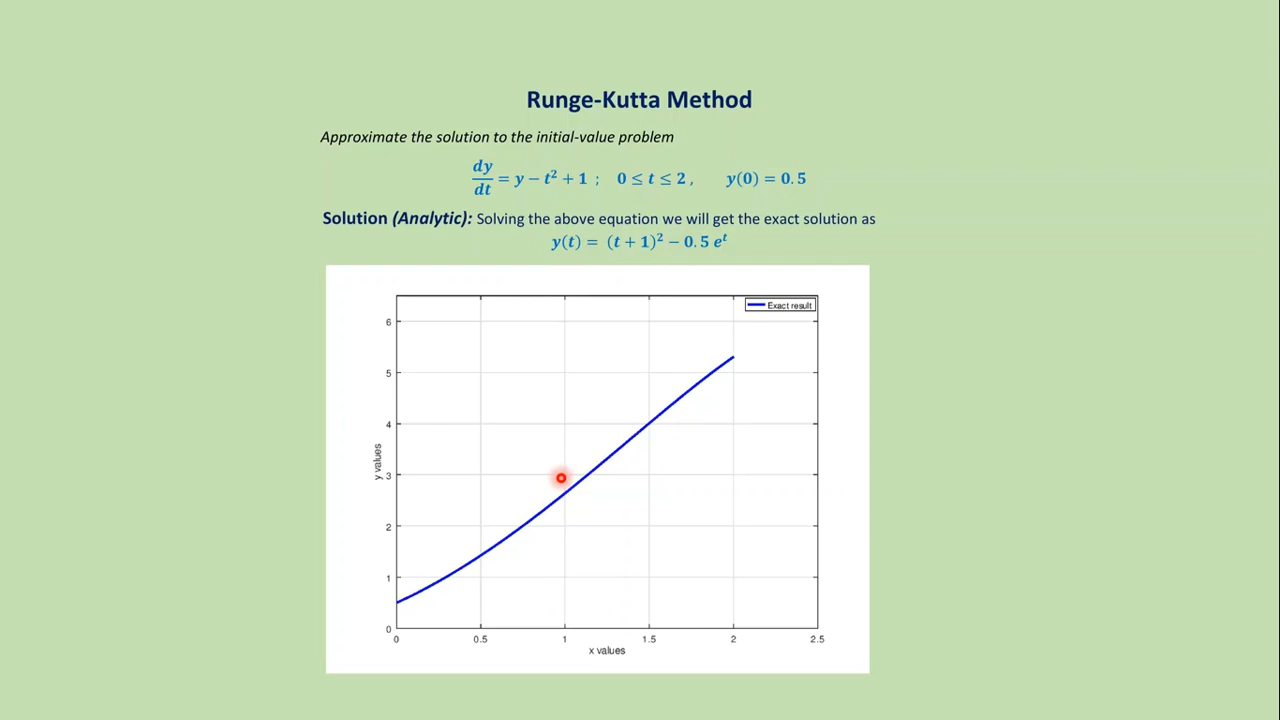 Runge-Kutta Method
Approximate the solution to the initial-value problem
dy/dt = y − t² + 1 ; 0 ≤ t ≤ 2 , y(0) = 0.5
Solution (Analytic): Solving the above equation we will get the exact solution as
y(t) = (t + 1)² − 0.5 eᵗ
Exact result
6
5
4
3
2
1
0
y values
0 0.5 1 1.5 2 2.5
x values